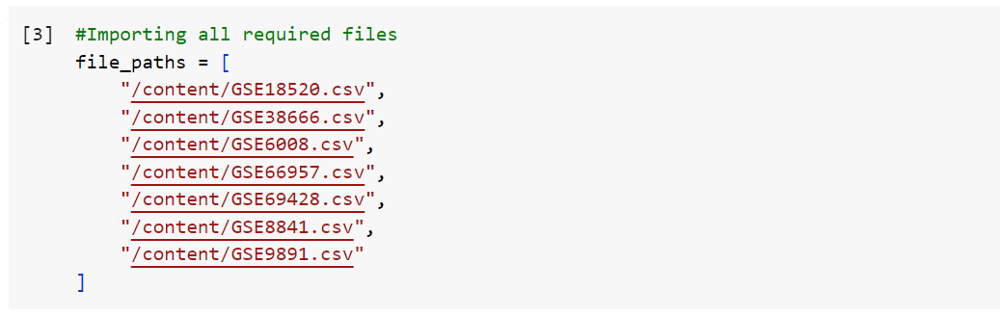 [3] #Importing all required files
file_paths = [
"/content/GSE18520.csv",
"/content/GSE38666.csv",
"/content/GSE6008.csv",
"/content/GSE66957.csv",
"/content/GSE69428.csv",
"/content/GSE8841.csv",
"/content/GSE9891.csv"
]